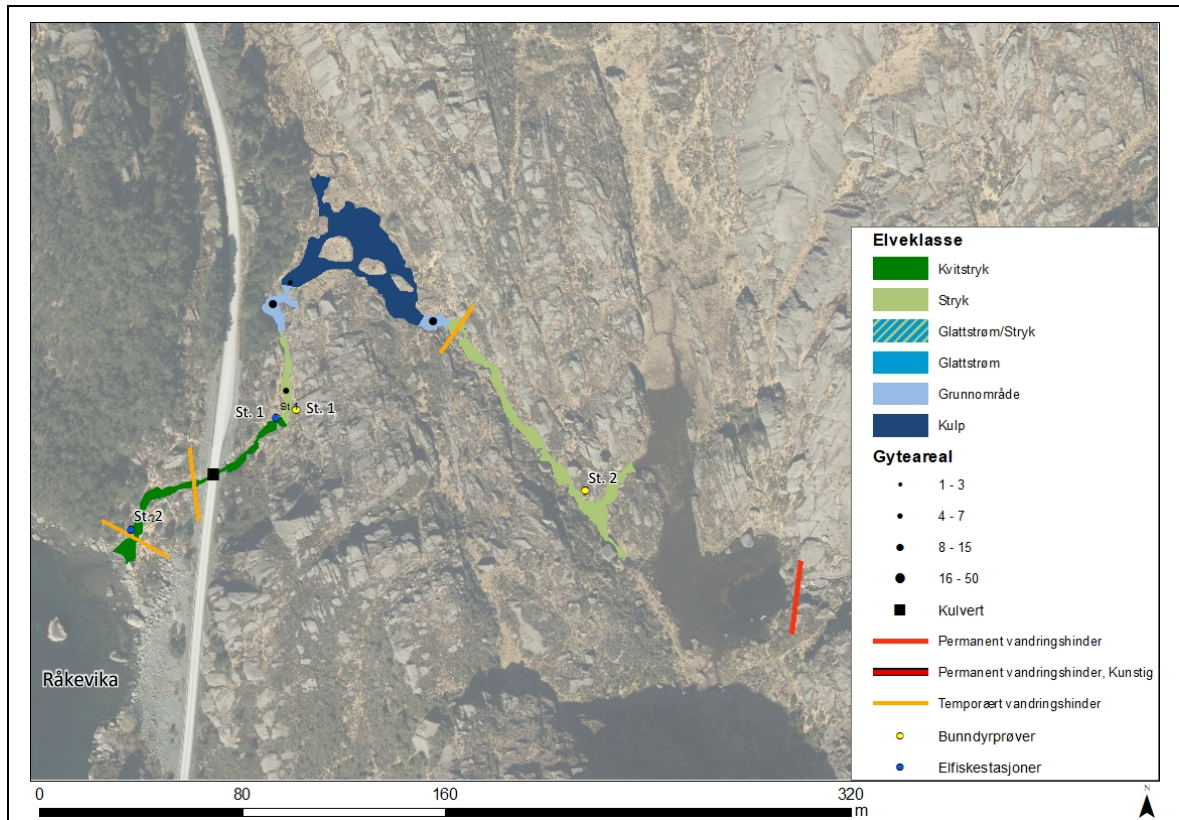 Elveklasse
Kvitstryk
Stryk
Glattstrøm/Stryk
Glattstrøm
Grunnområde
Kulp
Gyteareal
1 - 3
4 - 7
8 - 15
16 - 50
Kulvert
Permanent vandringshinder
Permanent vandringshinder, Kunstig
Temporært vandringshinder
Bunndyrprøver
Elfiskestasjoner
St. 1
St.1
St. 1
St. 2
St. 2
Råkevika
0
80
160
320
m
N